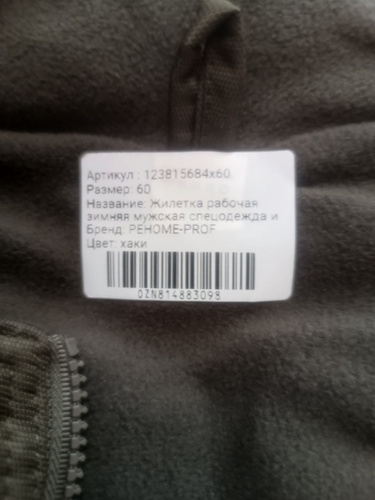 Артикул : 123815684x60
Размер: 60
Название: Жилетка рабочая
зимняя мужская спецодежда и
Бренд: PEHOME-PROF
Цвет: хаки
OZN814883098